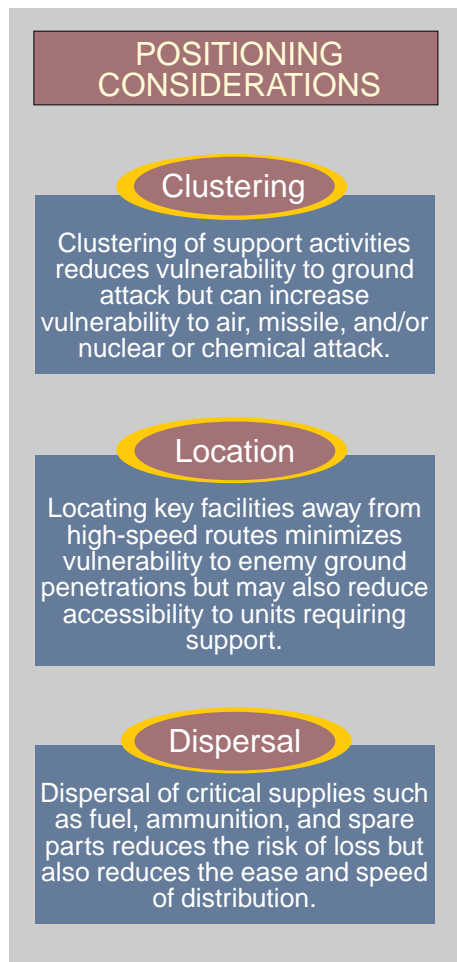 POSITIONING
CONSIDERATIONS
Clustering
Clustering of support activities
reduces vulnerability to ground
attack but can increase
vulnerability to air, missile, and/or
nuclear or chemical attack.
Location
Locating key facilities away from
high-speed routes minimizes
vulnerability to enemy ground
penetrations but may also reduce
accessibility to units requiring
support.
Dispersal
Dispersal of critical supplies such
as fuel, ammunition, and spare
parts reduces the risk of loss but
also reduces the ease and speed
of distribution.